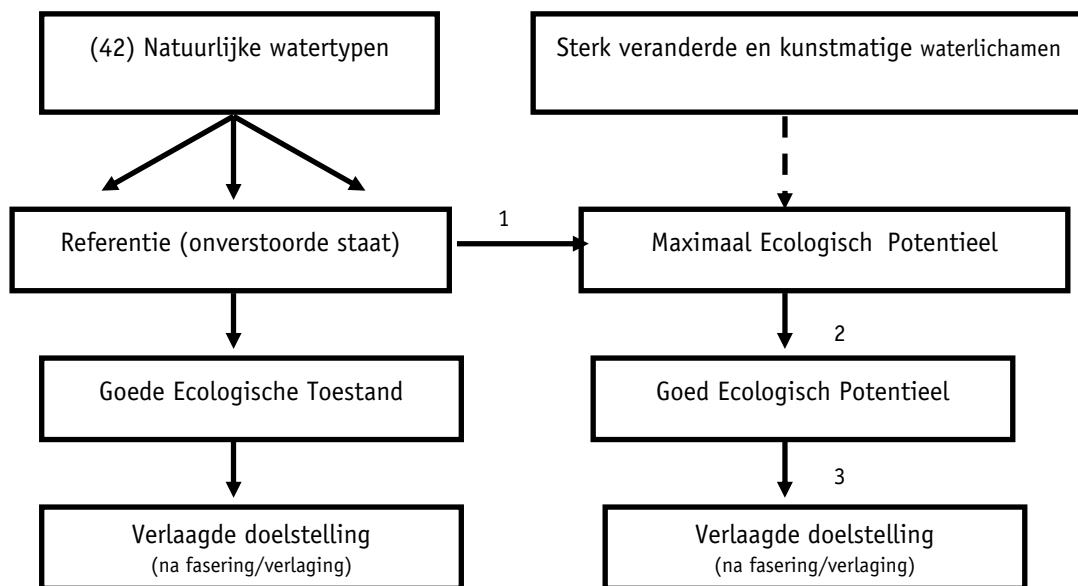 (42) Natuurlijke watertypen
Sterk veranderde en kunstmatige waterlichamen
Referentie (onverstoorde staat)
1
Maximaal Ecologisch Potentieel
2
Goede Ecologische Toestand
Goed Ecologisch Potentieel
3
Verlaagde doelstelling
(na fasering/verlaging)
Verlaagde doelstelling
(na fasering/verlaging)